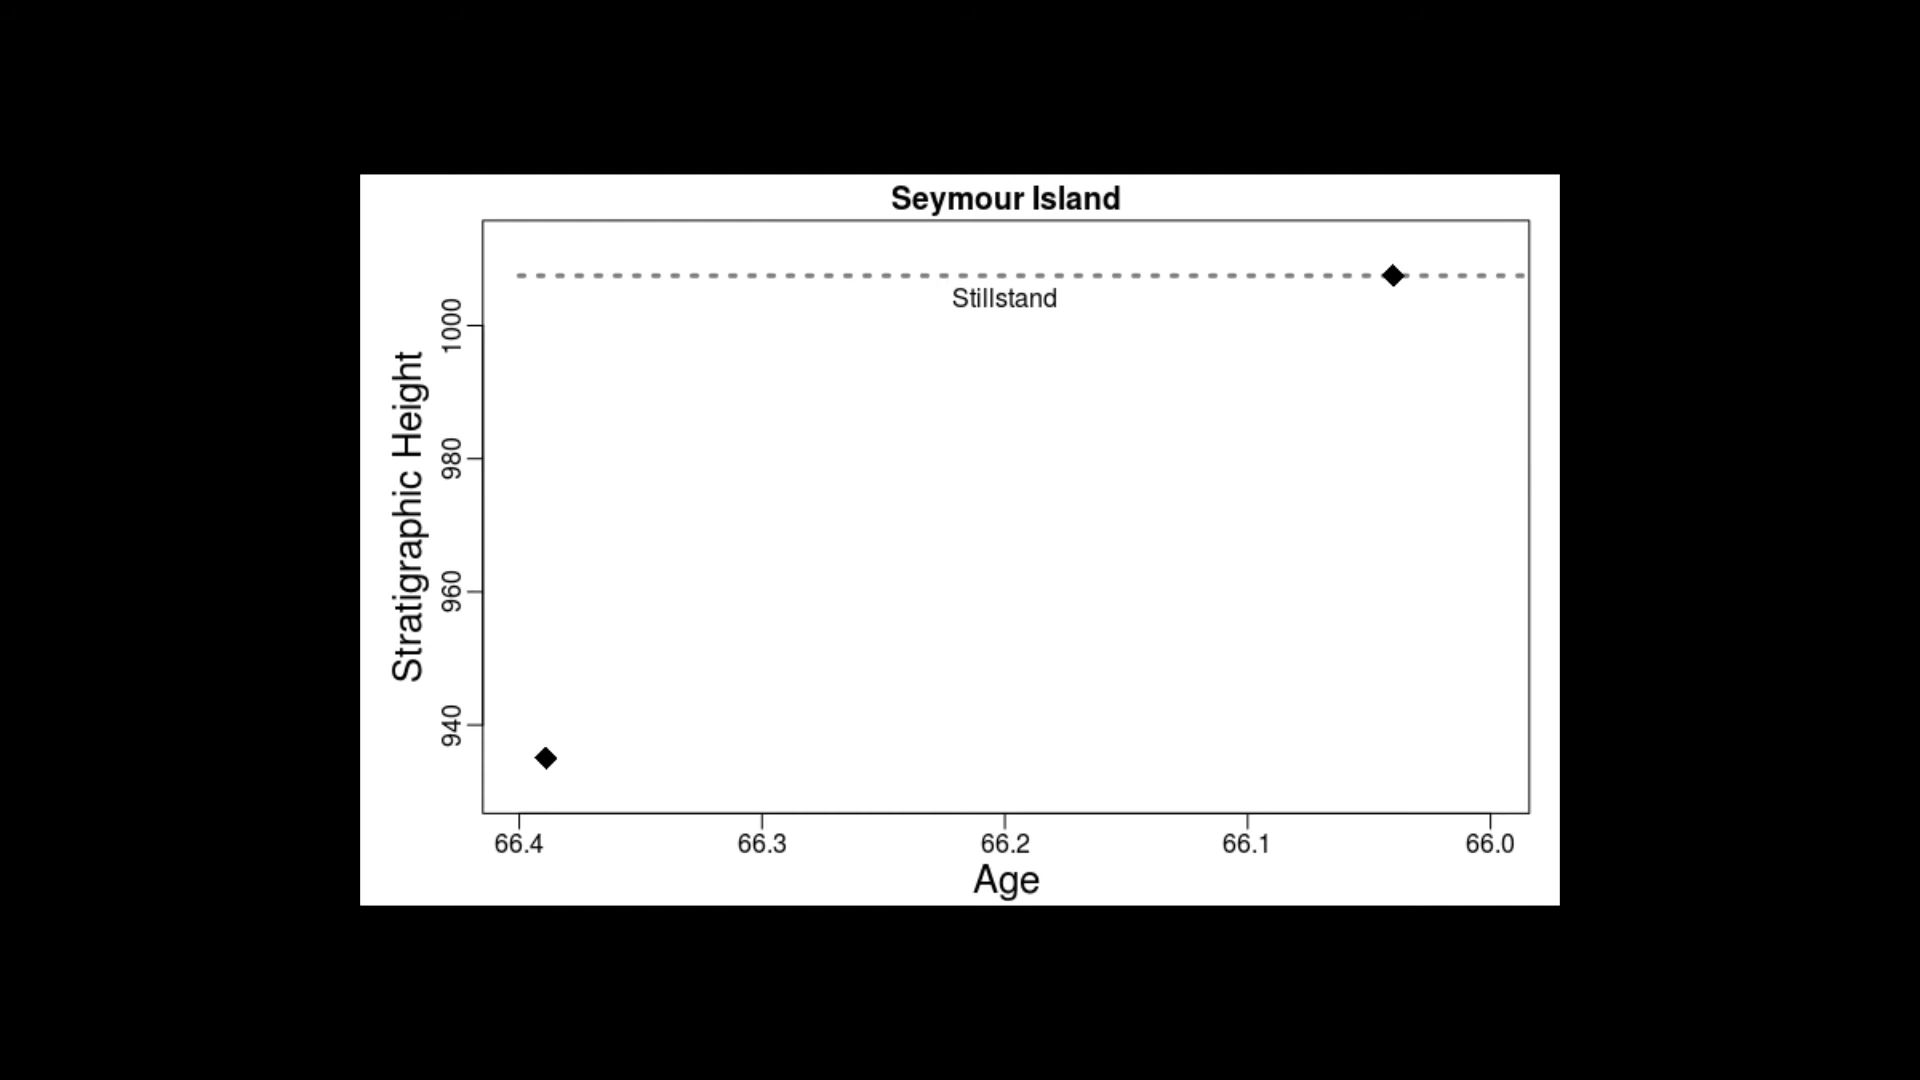 Seymour Island
Stillstand
Stratigraphic Height
1000
980
960
940
66.4 66.3 66.2 66.1 66.0
Age